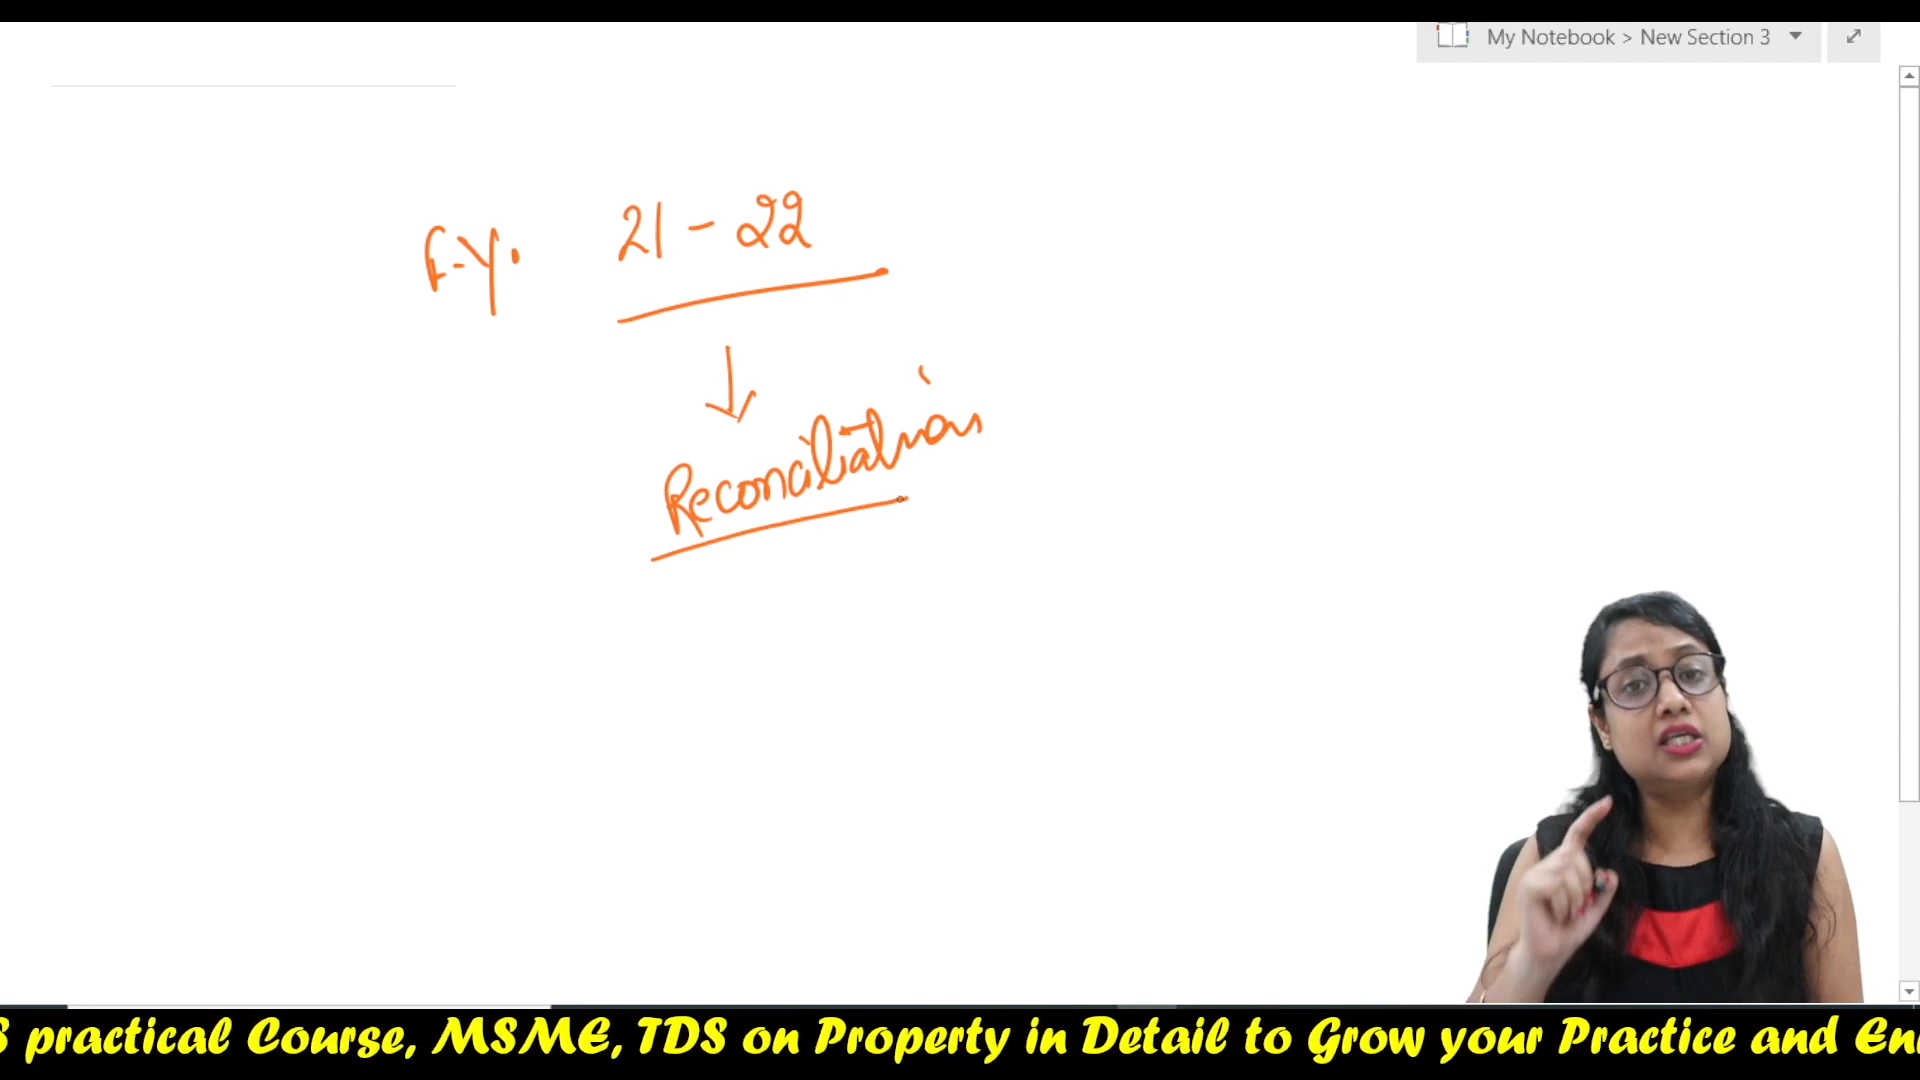 My Notebook > New Section 3
F.Y. 21 - 22
Reconciliation
practical Course, MSME, TDS on Property in Detail to Grow your Practice and